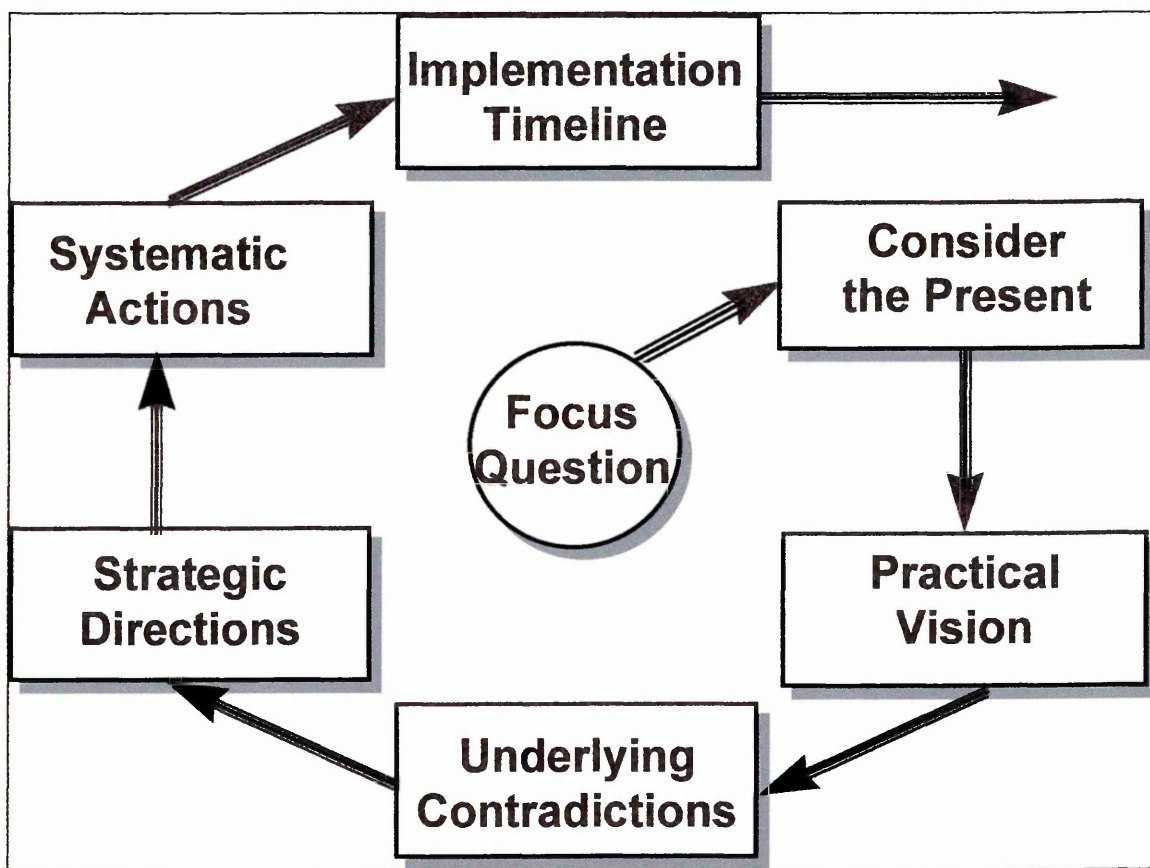 Implementation
Timeline
Systematic
Actions
Consider
the Present
Focus
Question
Strategic
Directions
Practical
Vision
Underlying
Contradictions